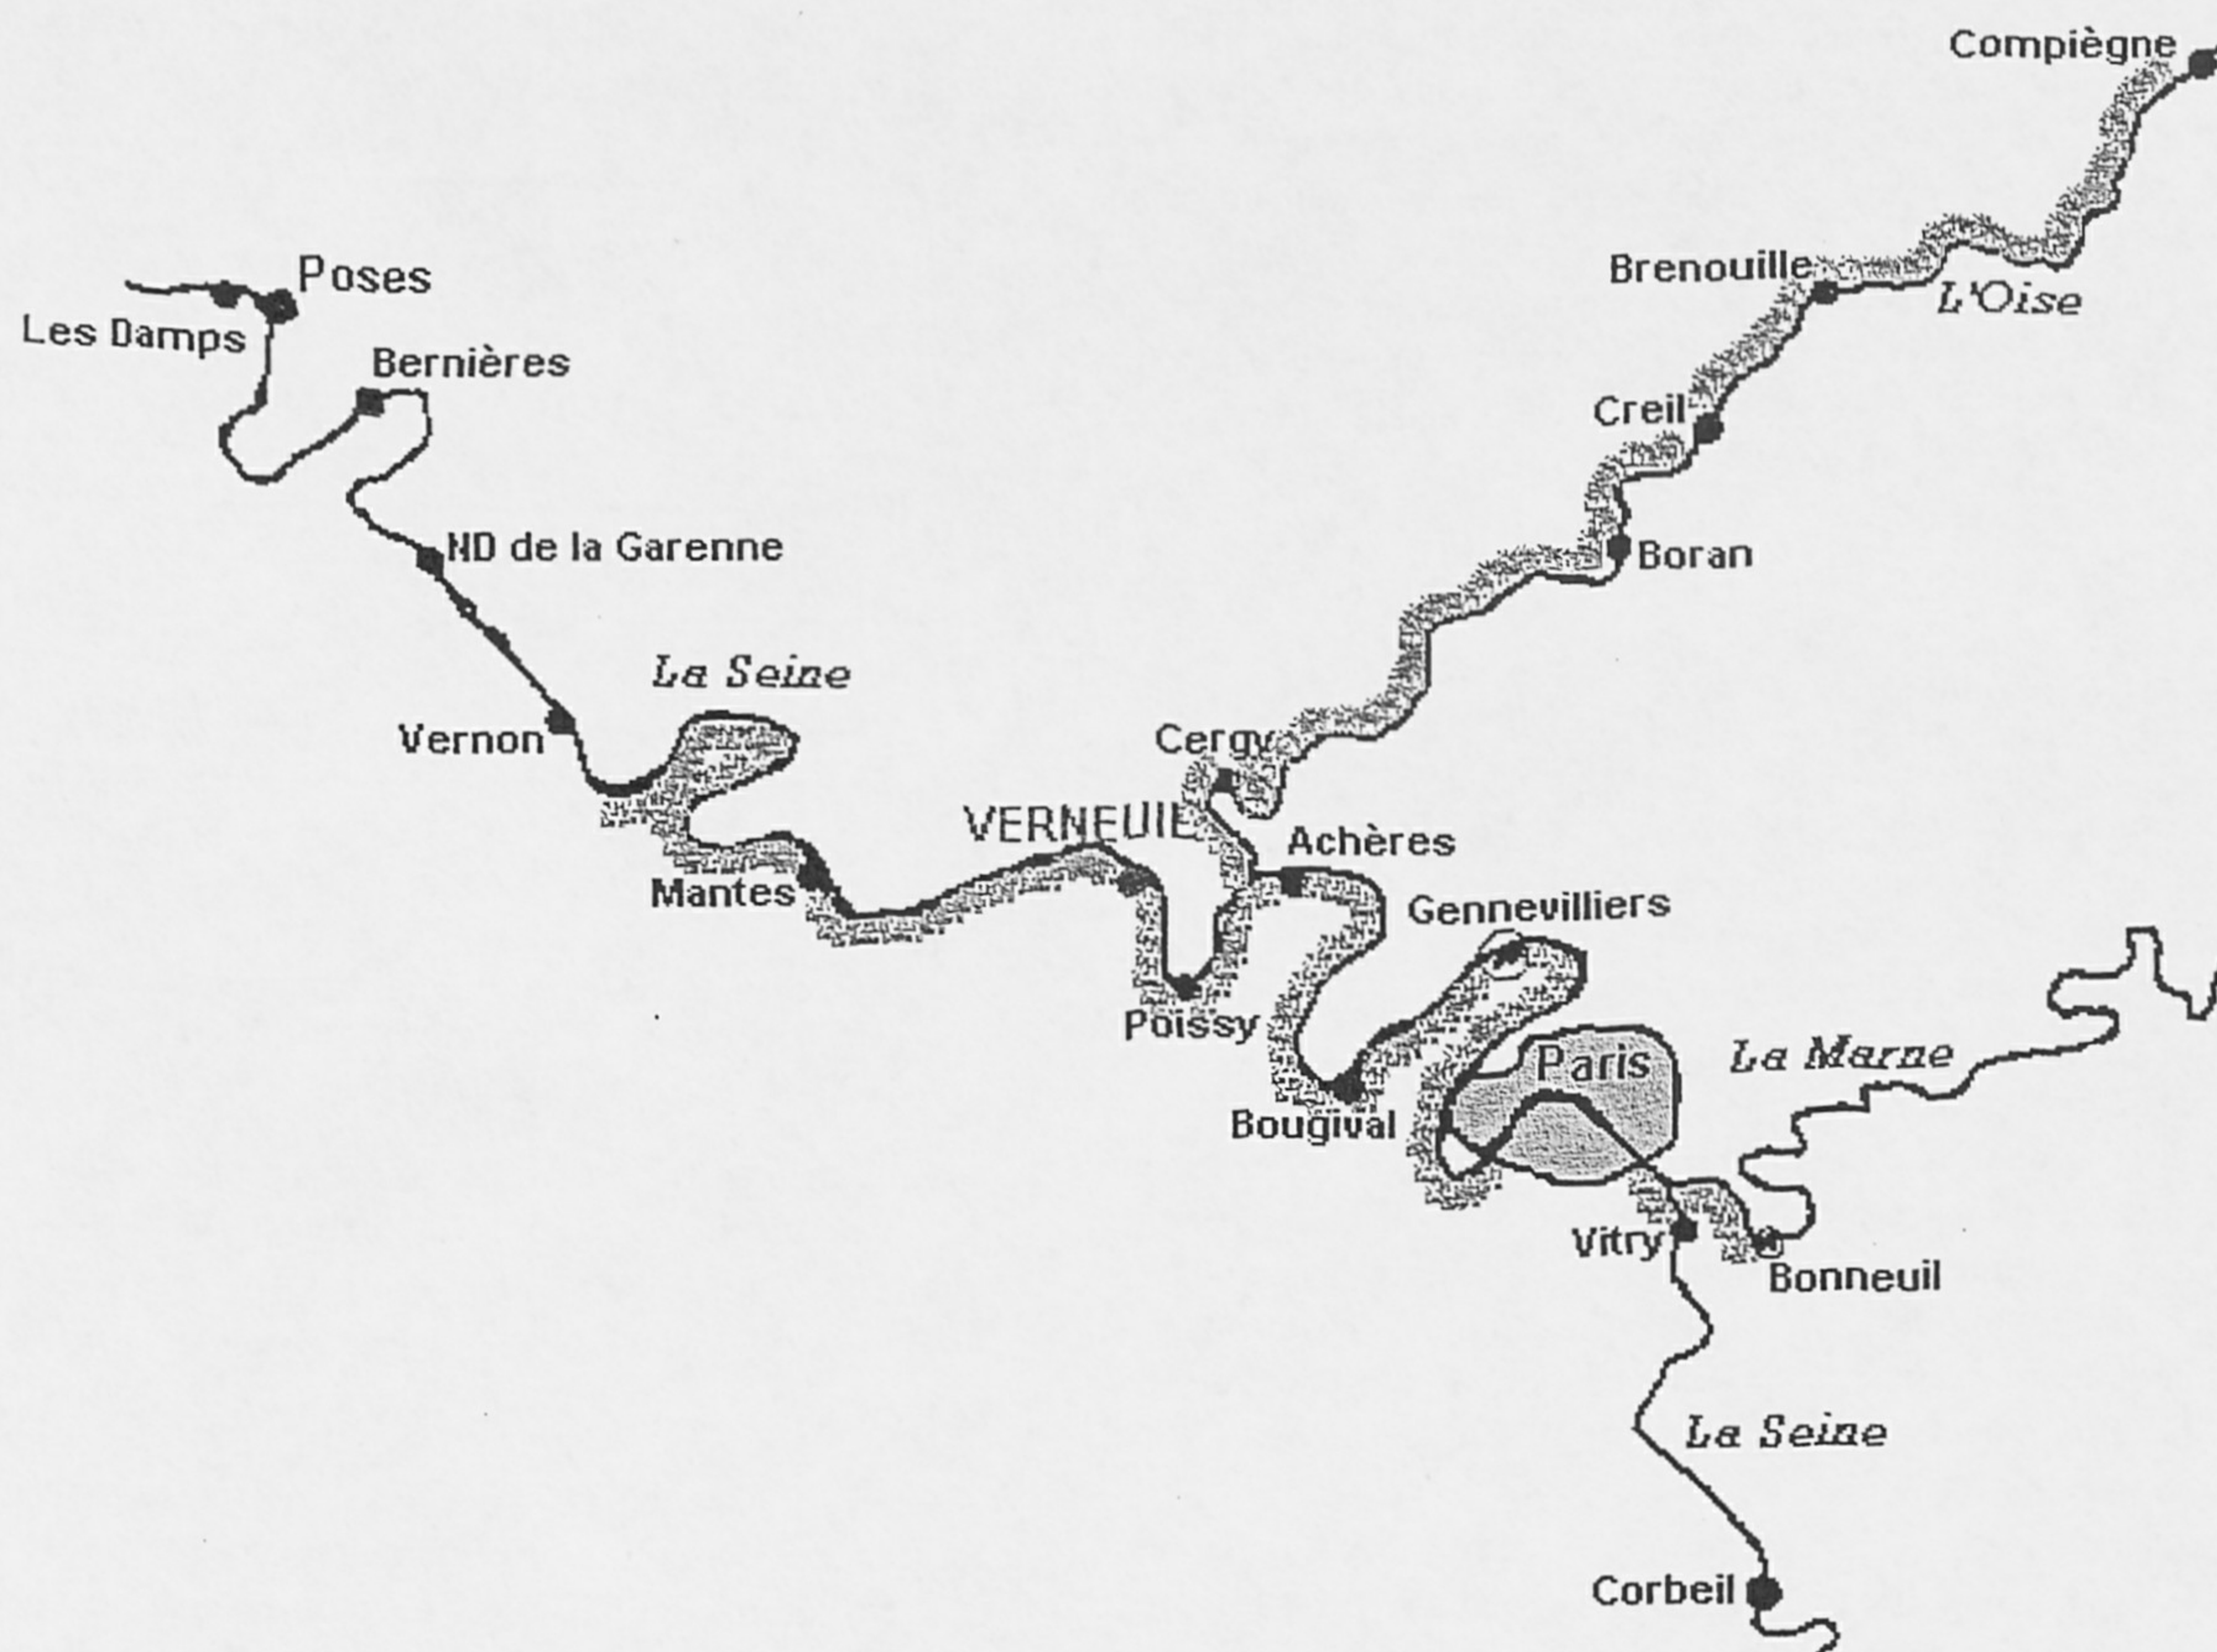 Compiègne
Poses
Brenouille
L'Oise
Les Damps
Bernières
Creil
ND de la Garenne
Boran
La Seine
Vernon
Cergy
VERNEUIL
Achères
Mantes
Gennevilliers
Poissy
Paris
La Marne
Bougival
Vitry
Bonneuil
La Seine
Corbeil